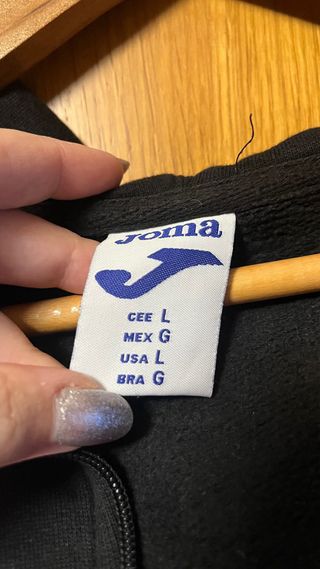 Joma
CEE L
MEX G
USA L
BRA G